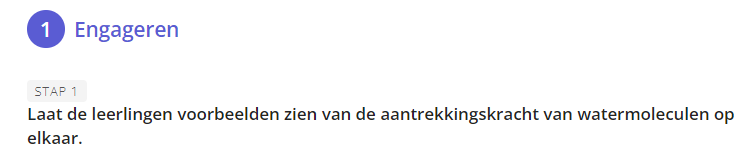 1 Engageren
STAP 1
Laat de leerlingen voorbeelden zien van de aantrekkingskracht van watermoleculen op
elkaar.